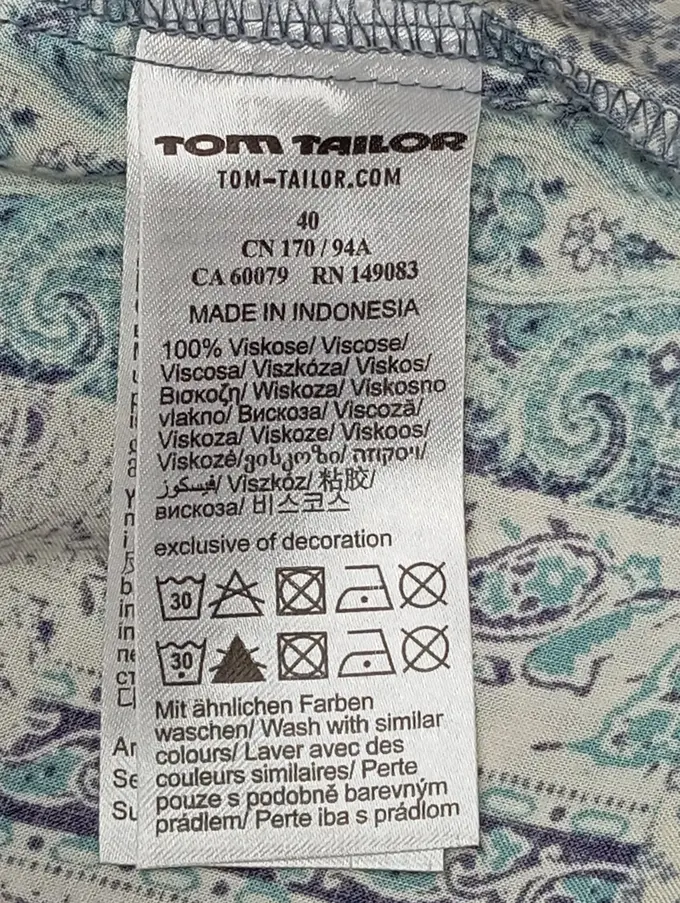 TOM TAILOR
TOM-TAILOR.COM
40
CN 170 / 94A
CA 60079 RN 149083
MADE IN INDONESIA
100% Viskose/ Viscose/
Viscosa/ Viszkóza/ Viskos/
Βισκοζη/ Wiskoza/ Viskosno
vlakno/ Вискоза/ Viscoză/
Viskoza/ Viskoze/ Viskoos/
Viskozė/ვისკოზი/ ויסקוזה/
فيسكوز/ Viszkóz/ 粘胶/
вискоза/ 비스코스
exclusive of decoration
30
30
Mit ähnlichen Farben
waschen/ Wash with similar
colours/ Laver avec des
couleurs similaires/ Perte
pouze s podobně barevným
prádlem/ Perte iba s prádlom